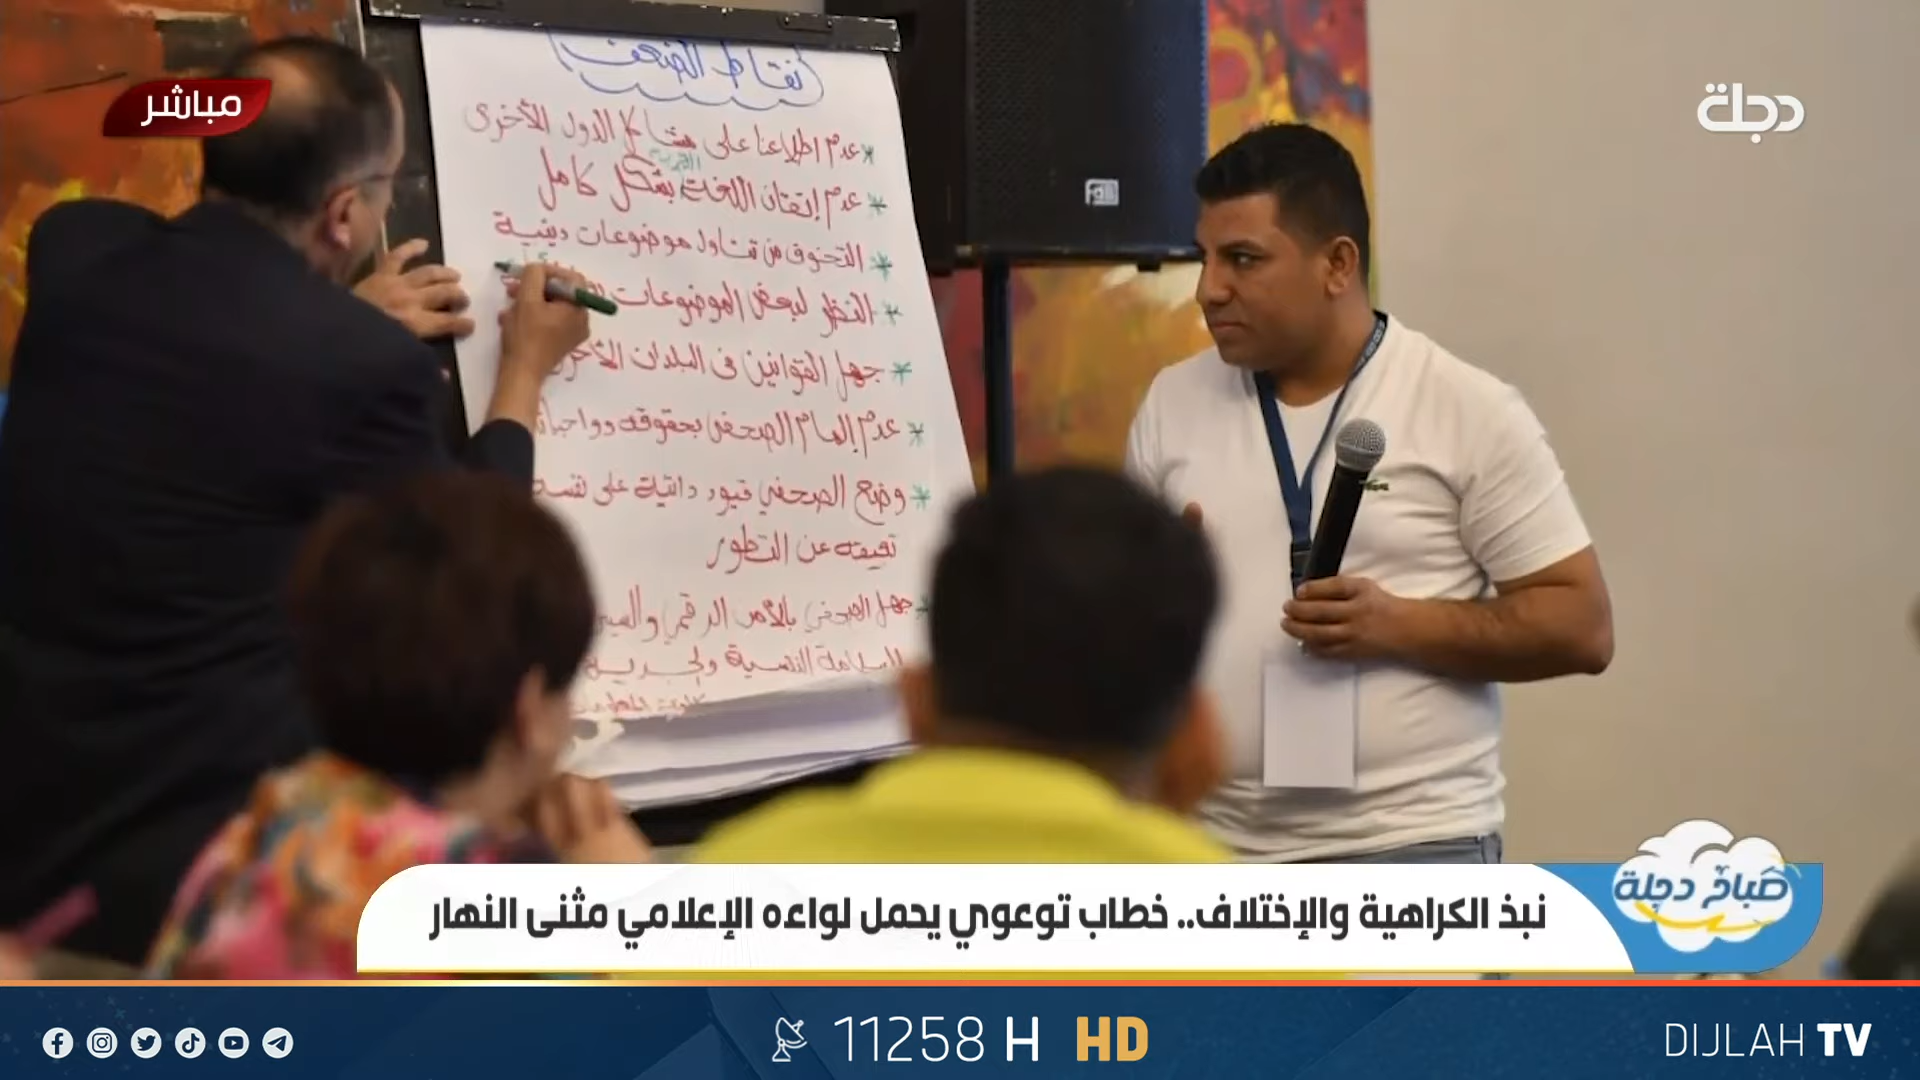 مباشر
دجلة
نقاط الضعف
* عدم اطلاعنا على مشاكل الدول الأخرى
* عدم إتقان اللغة العربية بشكل كامل
* التخوف من تناول موضوعات دينية
* النظر لبعض الموضوعات
* جهل القوانين في البلدان الأخرى
* عدم إلمام الصحفي بحقوقه وواجباته
* وضع الصحفي قيود ذاتية على نفسه
تعيقه عن التطور
جهل الصحفي بالأمن الرقمي
السلامة النفسية والجسدية
Fal
صباح دجلة
نبذ الكراهية والإختلاف.. خطاب توعوي يحمل لواءه الإعلامي مثنى النهار
11258 H HD
DIJLAH TV